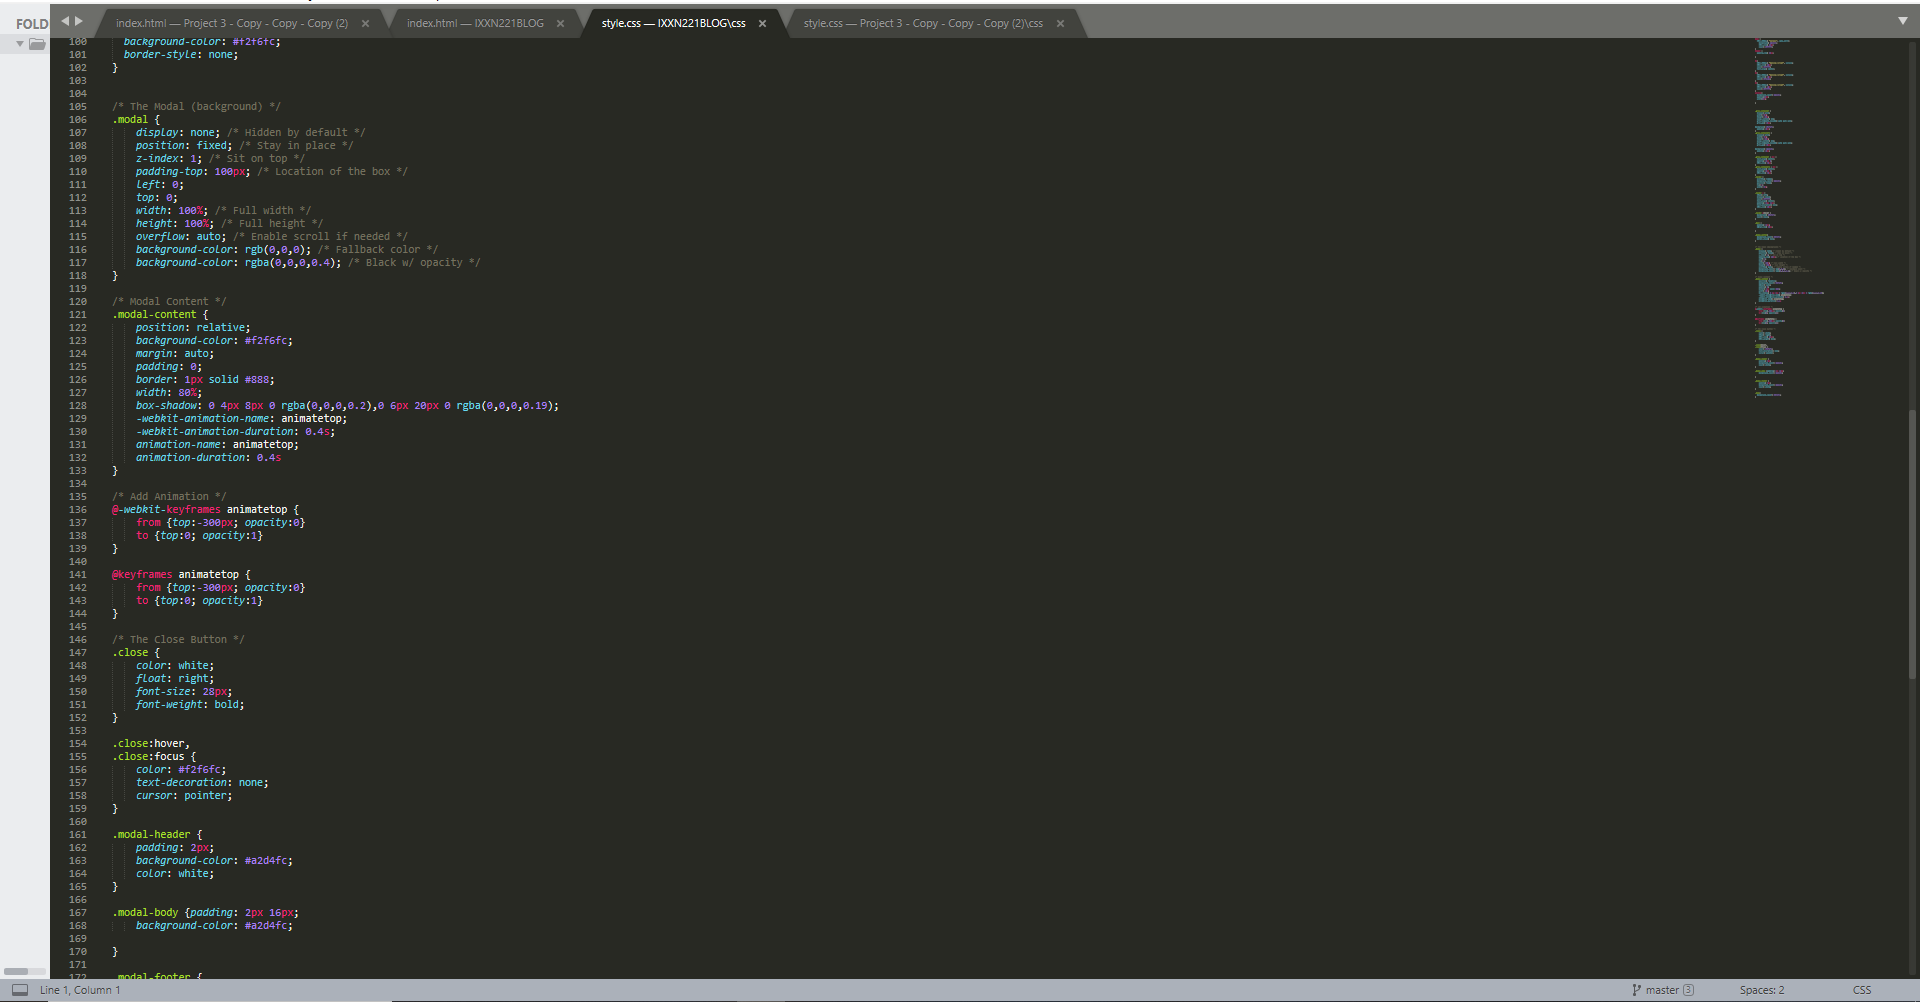 FOLD
index.html — Project 3 - Copy - Copy - Copy (2) ×
index.html — IXXN221BLOG ×
style.css — IXXN221BLOG\css ×
style.css — Project 3 - Copy - Copy - Copy (2)\css ×
100 background-color: #f2f6fc;
101 border-style: none;
102 }
103
104
105 /* The Modal (background) */
106 .modal {
107 display: none; /* Hidden by default */
108 position: fixed; /* Stay in place */
109 z-index: 1; /* Sit on top */
110 padding-top: 100px; /* Location of the box */
111 left: 0;
112 top: 0;
113 width: 100%; /* Full width */
114 height: 100%; /* Full height */
115 overflow: auto; /* Enable scroll if needed */
116 background-color: rgb(0,0,0); /* Fallback color */
117 background-color: rgba(0,0,0,0.4); /* Black w/ opacity */
118 }
119
120 /* Modal Content */
121 .modal-content {
122 position: relative;
123 background-color: #f2f6fc;
124 margin: auto;
125 padding: 0;
126 border: 1px solid #888;
127 width: 80%;
128 box-shadow: 0 4px 8px 0 rgba(0,0,0,0.2),0 6px 20px 0 rgba(0,0,0,0.19);
129 -webkit-animation-name: animatetop;
130 -webkit-animation-duration: 0.4s;
131 animation-name: animatetop;
132 animation-duration: 0.4s
133 }
134
135 /* Add Animation */
136 @-webkit-keyframes animatetop {
137 from {top:-300px; opacity:0}
138 to {top:0; opacity:1}
139 }
140
141 @keyframes animatetop {
142 from {top:-300px; opacity:0}
143 to {top:0; opacity:1}
144 }
145
146 /* The Close Button */
147 .close {
148 color: white;
149 float: right;
150 font-size: 28px;
151 font-weight: bold;
152 }
153
154 .close:hover,
155 .close:focus {
156 color: #f2f6fc;
157 text-decoration: none;
158 cursor: pointer;
159 }
160
161 .modal-header {
162 padding: 2px;
163 background-color: #a2d4fc;
164 color: white;
165 }
166
167 .modal-body {padding: 2px 16px;
168 background-color: #a2d4fc;
169
170 }
171
172 .modal-footer {
Line 1, Column 1
master 3
Spaces: 2
CSS